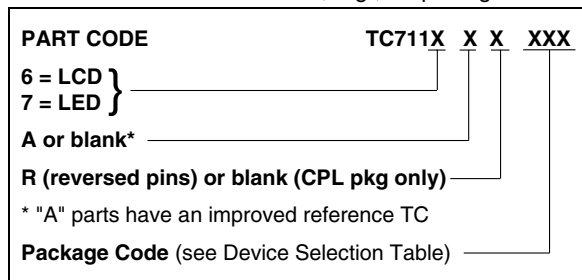 PART CODE TC711X X X XXX
6 = LCD }
7 = LED
A or blank*
R (reversed pins) or blank (CPL pkg only)
* "A" parts have an improved reference TC
Package Code (see Device Selection Table)